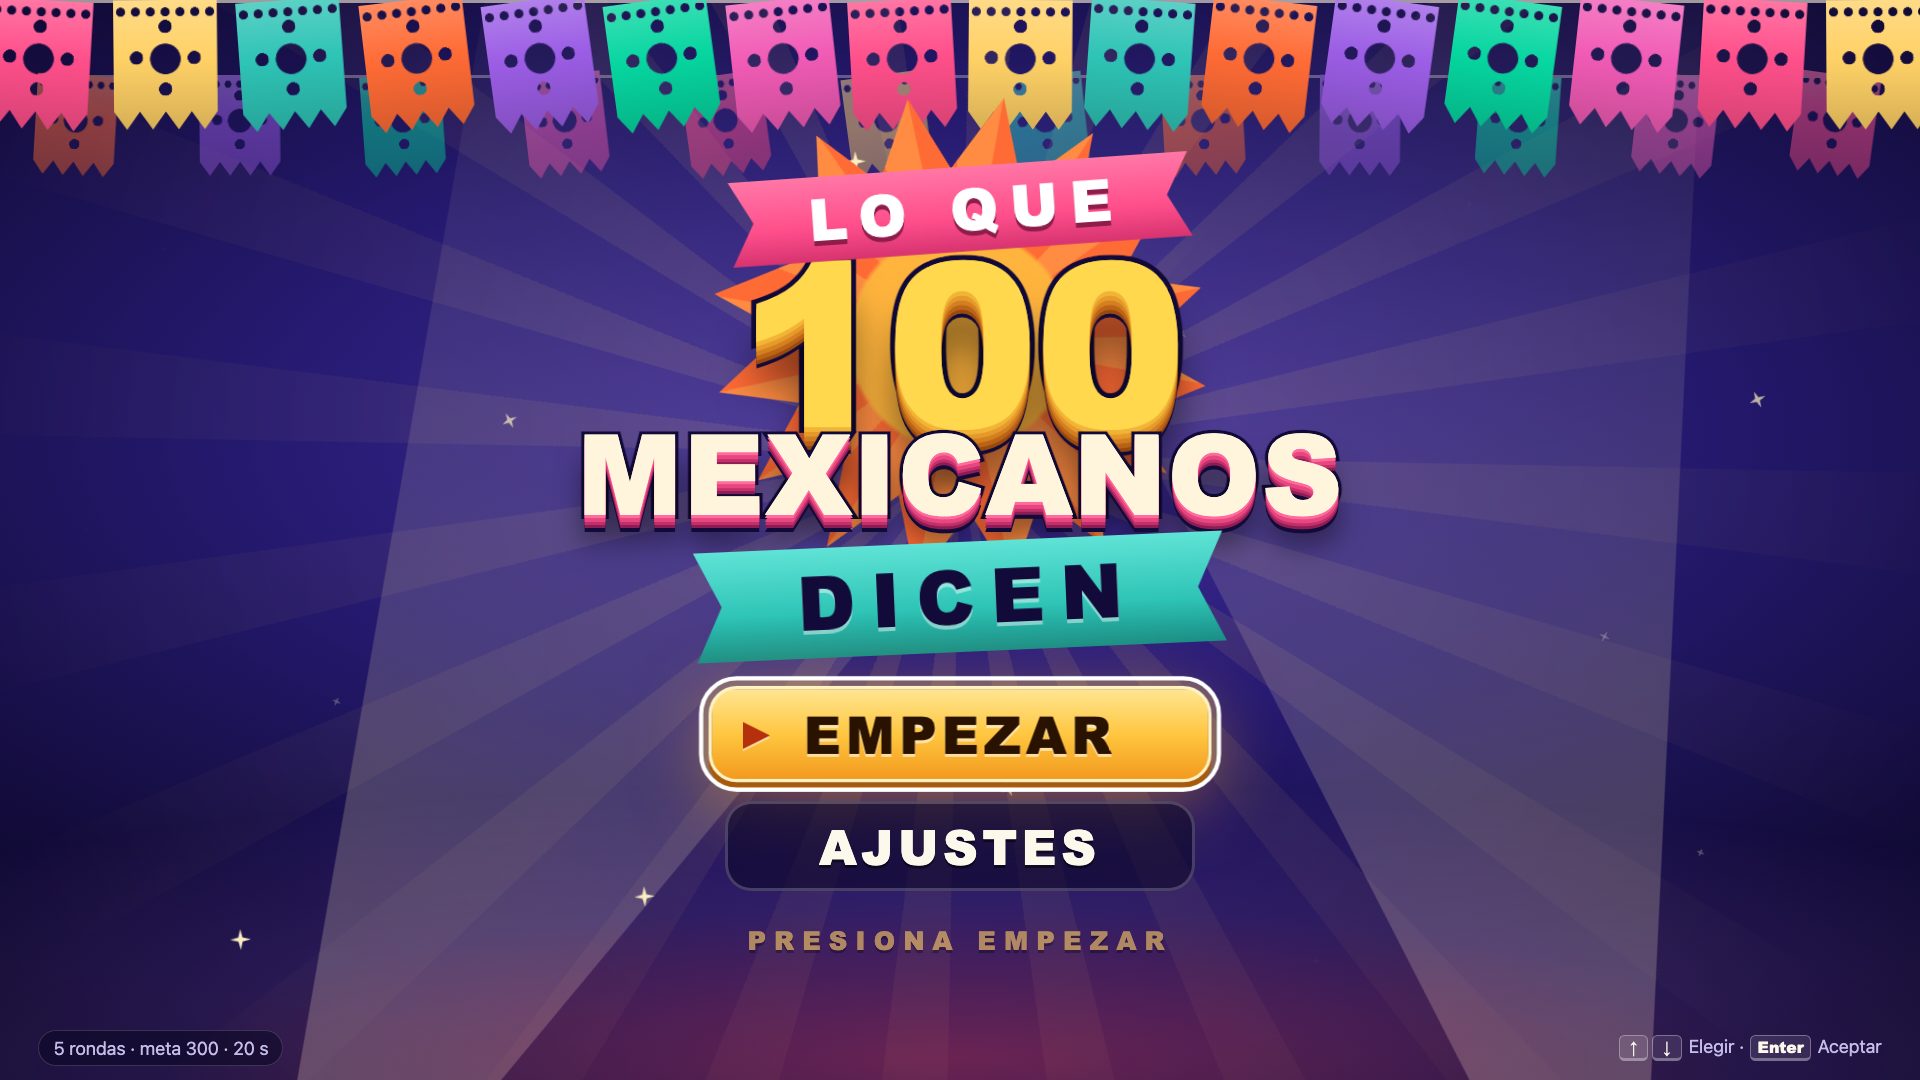 LO QUE
100
MEXICANOS
DICEN
EMPEZAR
AJUSTES
PRESIONA EMPEZAR
5 rondas · meta 300 · 20 s
↑ ↓ Elegir · Enter Aceptar